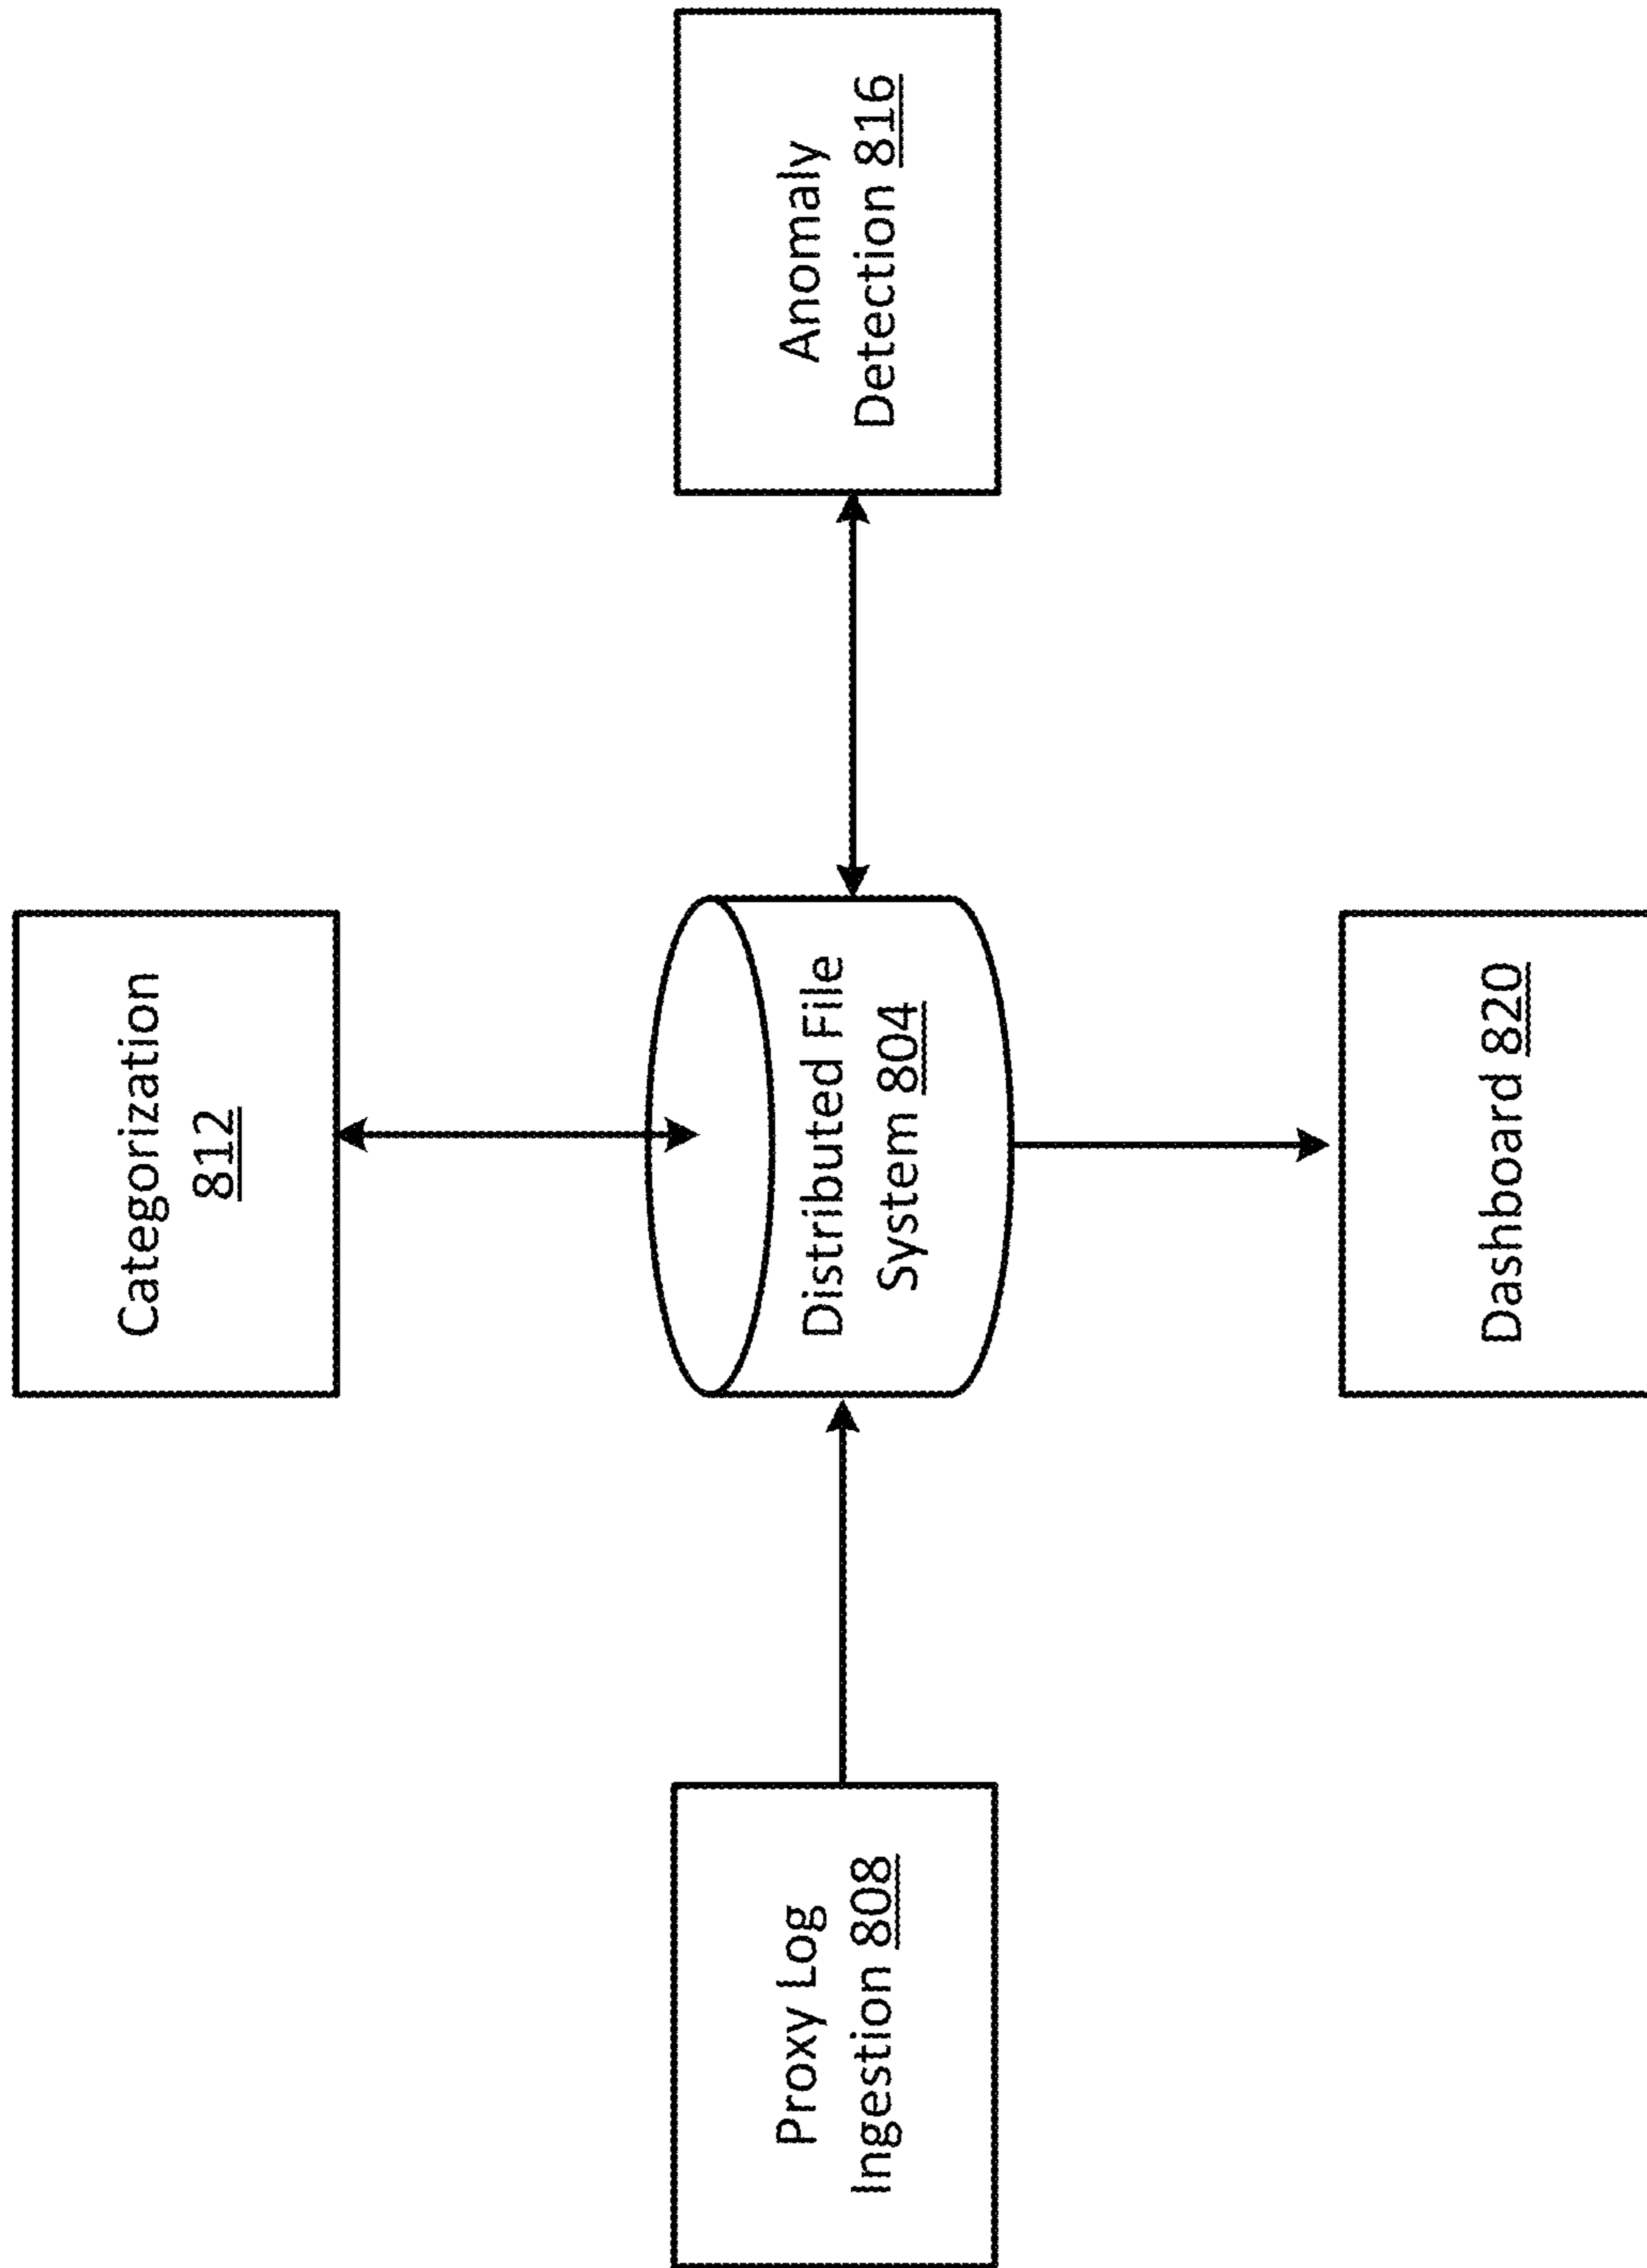 Categorization
812
Proxy Log
Ingestion 808
Distributed File
System 804
Anomaly
Detection 816
Dashboard 820